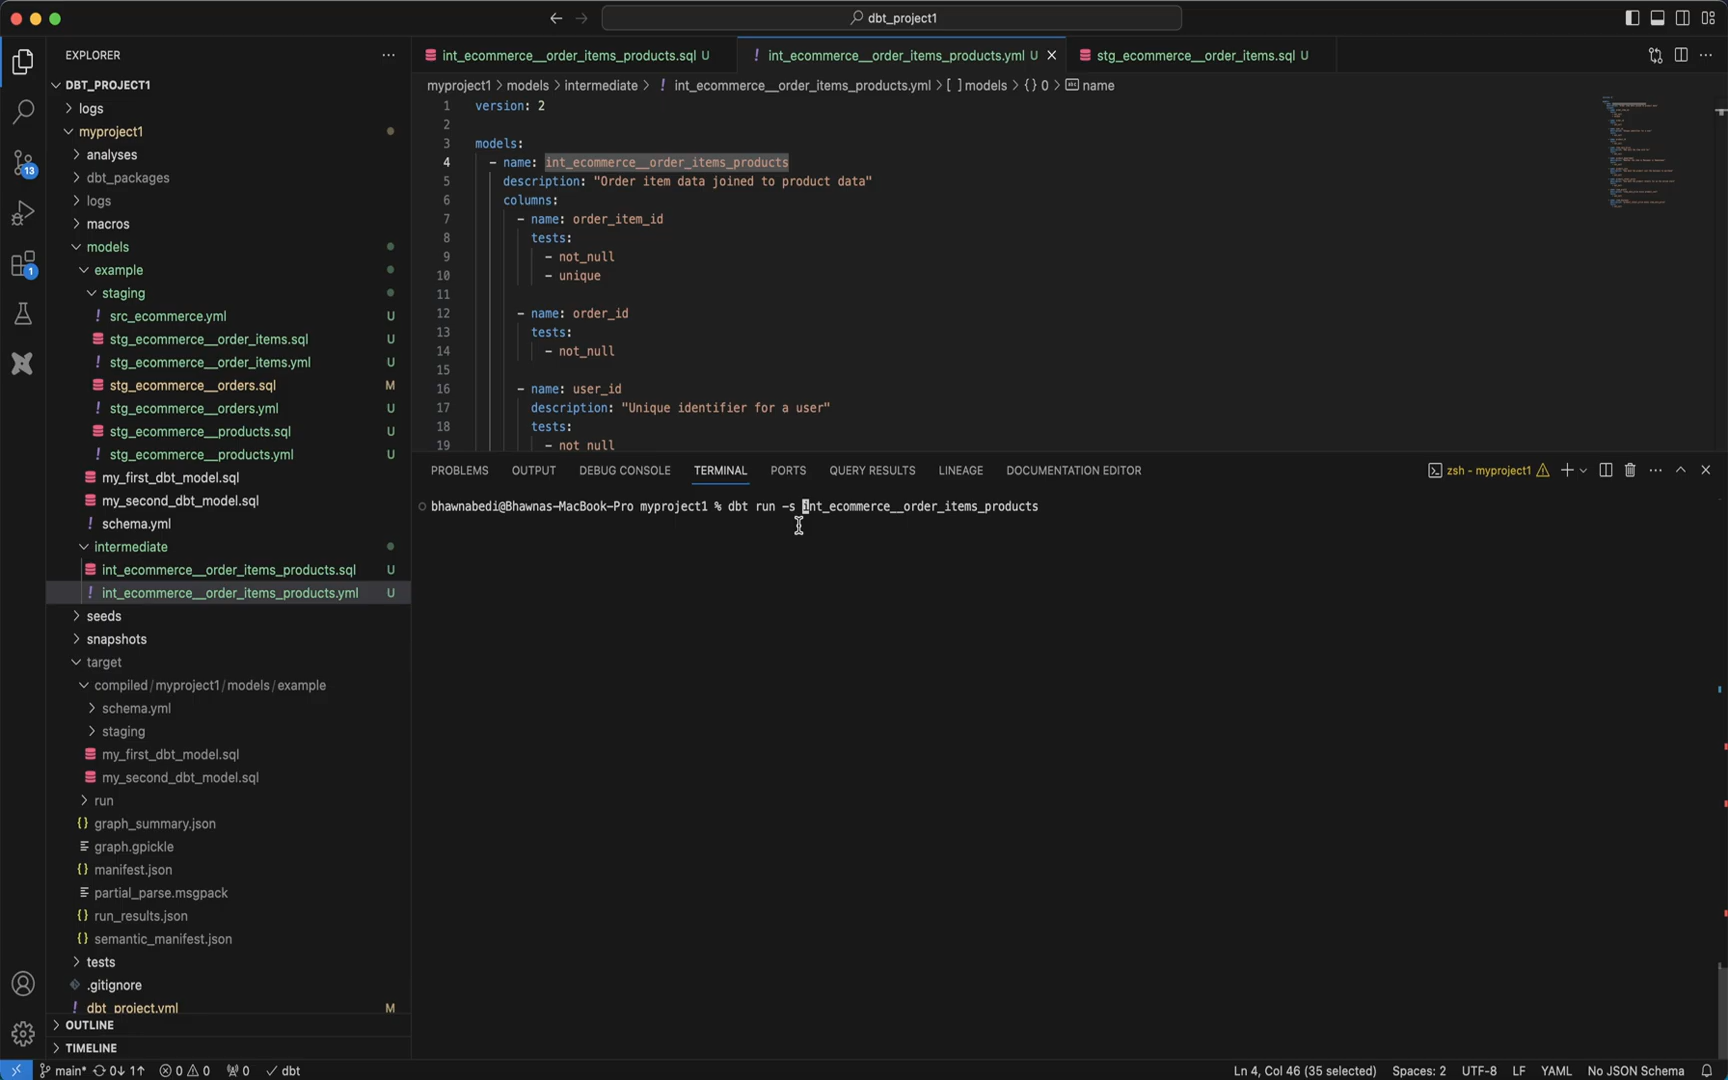 dbt_project1
EXPLORER
DBT_PROJECT1
logs
myproject1
analyses
dbt_packages
logs
macros
models
example
staging
! src_ecommerce.yml U
stg_ecommerce__order_items.sql U
! stg_ecommerce__order_items.yml U
stg_ecommerce__orders.sql M
! stg_ecommerce__orders.yml U
stg_ecommerce__products.sql U
! stg_ecommerce__products.yml U
my_first_dbt_model.sql
my_second_dbt_model.sql
! schema.yml
intermediate
int_ecommerce__order_items_products.sql U
! int_ecommerce__order_items_products.yml U
seeds
snapshots
target
compiled/myproject1/models/example
schema.yml
staging
my_first_dbt_model.sql
my_second_dbt_model.sql
run
{} graph_summary.json
graph.gpickle
{} manifest.json
partial_parse.msgpack
{} run_results.json
{} semantic_manifest.json
tests
.gitignore
! dbt_project.yml M
OUTLINE
TIMELINE
13
1
int_ecommerce__order_items_products.sql U
! int_ecommerce__order_items_products.yml U
stg_ecommerce__order_items.sql U
myproject1 > models > intermediate > ! int_ecommerce__order_items_products.yml > [ ] models > {} 0 > name
1 version: 2
2
3 models:
4 - name: int_ecommerce__order_items_products
5 description: "Order item data joined to product data"
6 columns:
7 - name: order_item_id
8 tests:
9 - not_null
10 - unique
11
12 - name: order_id
13 tests:
14 - not_null
15
16 - name: user_id
17 description: "Unique identifier for a user"
18 tests:
19 - not_null
PROBLEMS OUTPUT DEBUG CONSOLE TERMINAL PORTS QUERY RESULTS LINEAGE DOCUMENTATION EDITOR
zsh - myproject1
bhawnabedi@Bhawnas-MacBook-Pro myproject1 % dbt run -s int_ecommerce__order_items_products
main* 0↓ 1↑ 0 0 0 dbt
Ln 4, Col 46 (35 selected) Spaces: 2 UTF-8 LF YAML No JSON Schema